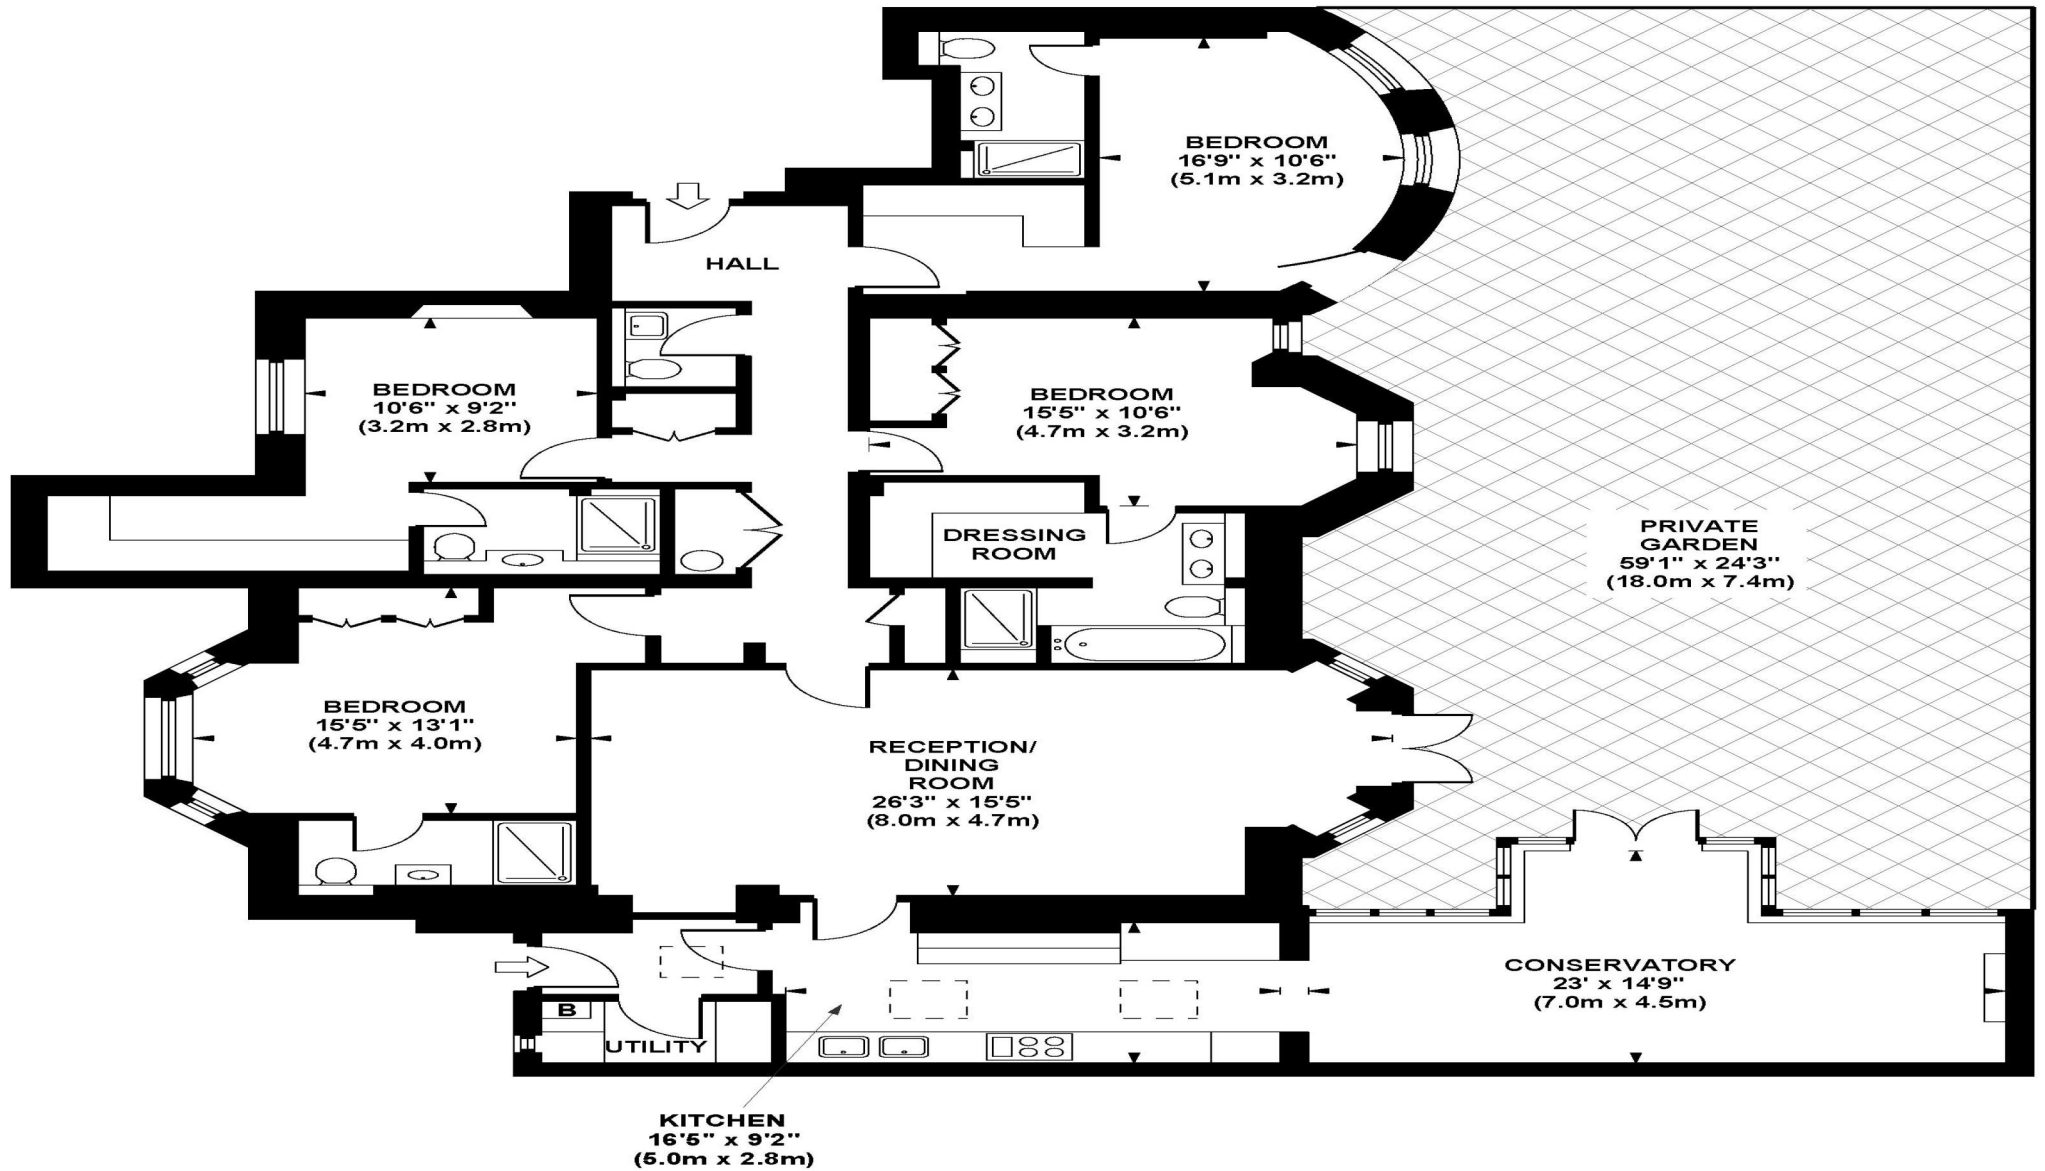 BEDROOM
16'9" x 10'6"
(5.1m x 3.2m)
HALL
BEDROOM
10'6" x 9'2"
(3.2m x 2.8m)
BEDROOM
15'5" x 10'6"
(4.7m x 3.2m)
DRESSING
ROOM
PRIVATE
GARDEN
59'1" x 24'3"
(18.0m x 7.4m)
BEDROOM
15'5" x 13'1"
(4.7m x 4.0m)
RECEPTION/
DINING
ROOM
26'3" x 15'5"
(8.0m x 4.7m)
CONSERVATORY
23' x 14'9"
(7.0m x 4.5m)
B
UTILITY
KITCHEN
16'5" x 9'2"
(5.0m x 2.8m)